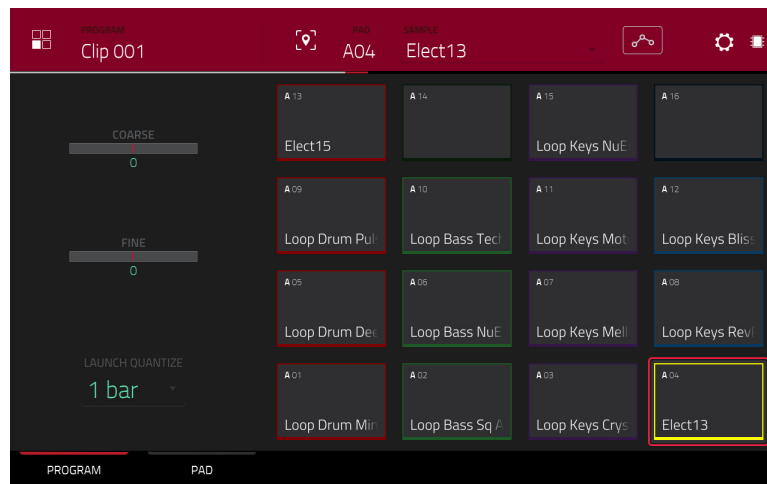 PROGRAM
Clip 001
PAD
A04
SAMPLE
Elect13
COARSE
0
FINE
0
LAUNCH QUANTIZE
1 bar
A 13
Elect15
A 14
A 15
Loop Keys NuE
A 16
A 09
Loop Drum Pul
A 10
Loop Bass Tech
A 11
Loop Keys Mot
A 12
Loop Keys Bliss
A 05
Loop Drum Dee
A 06
Loop Bass NuE
A 07
Loop Keys Mell
A 08
Loop Keys Revi
A 01
Loop Drum Min
A 02
Loop Bass Sq A
A 03
Loop Keys Crys
A 04
Elect13
PROGRAM
PAD